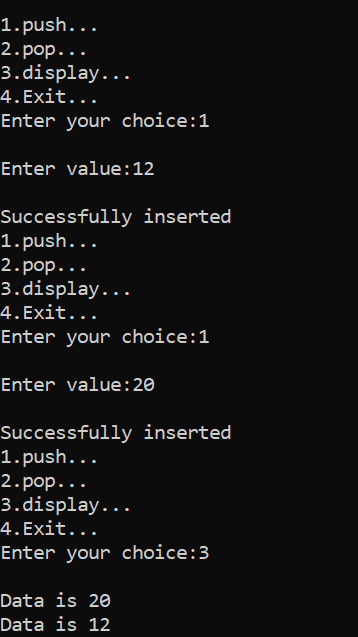 1.push...
2.pop...
3.display...
4.Exit...
Enter your choice:1
Enter value:12
Successfully inserted
1.push...
2.pop...
3.display...
4.Exit...
Enter your choice:1
Enter value:20
Successfully inserted
1.push...
2.pop...
3.display...
4.Exit...
Enter your choice:3
Data is 20
Data is 12